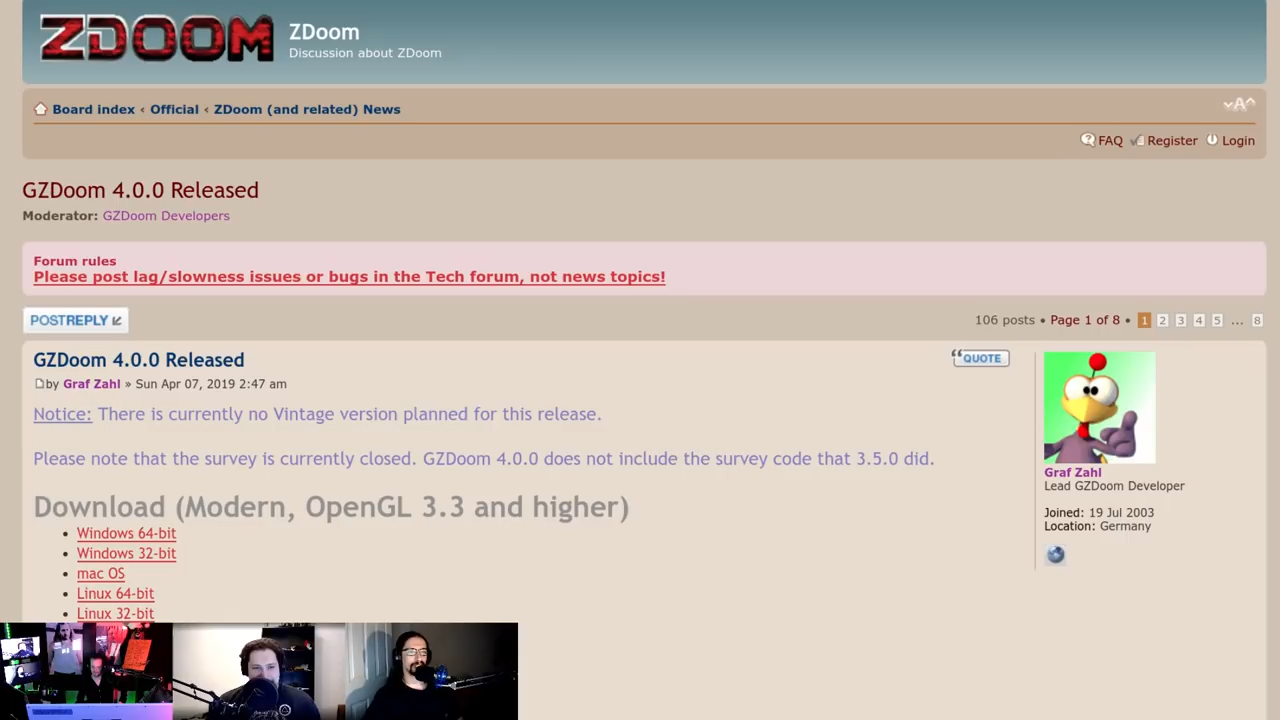 ZDOOM
ZDoom
Discussion about ZDoom
Board index ‹ Official ‹ ZDoom (and related) News
A
FAQ Register Login
GZDoom 4.0.0 Released
Moderator: GZDoom Developers
Forum rules
Please post lag/slowness issues or bugs in the Tech forum, not news topics!
POSTREPLY
106 posts • Page 1 of 8 • 1 2 3 4 5 ... 8
GZDoom 4.0.0 Released
QUOTE
by Graf Zahl » Sun Apr 07, 2019 2:47 am
Notice: There is currently no Vintage version planned for this release.
Please note that the survey is currently closed. GZDoom 4.0.0 does not include the survey code that 3.5.0 did.
Graf Zahl
Lead GZDoom Developer
Joined: 19 Jul 2003
Location: Germany
Download (Modern, OpenGL 3.3 and higher)
• Windows 64-bit
• Windows 32-bit
• mac OS
• Linux 64-bit
• Linux 32-bit